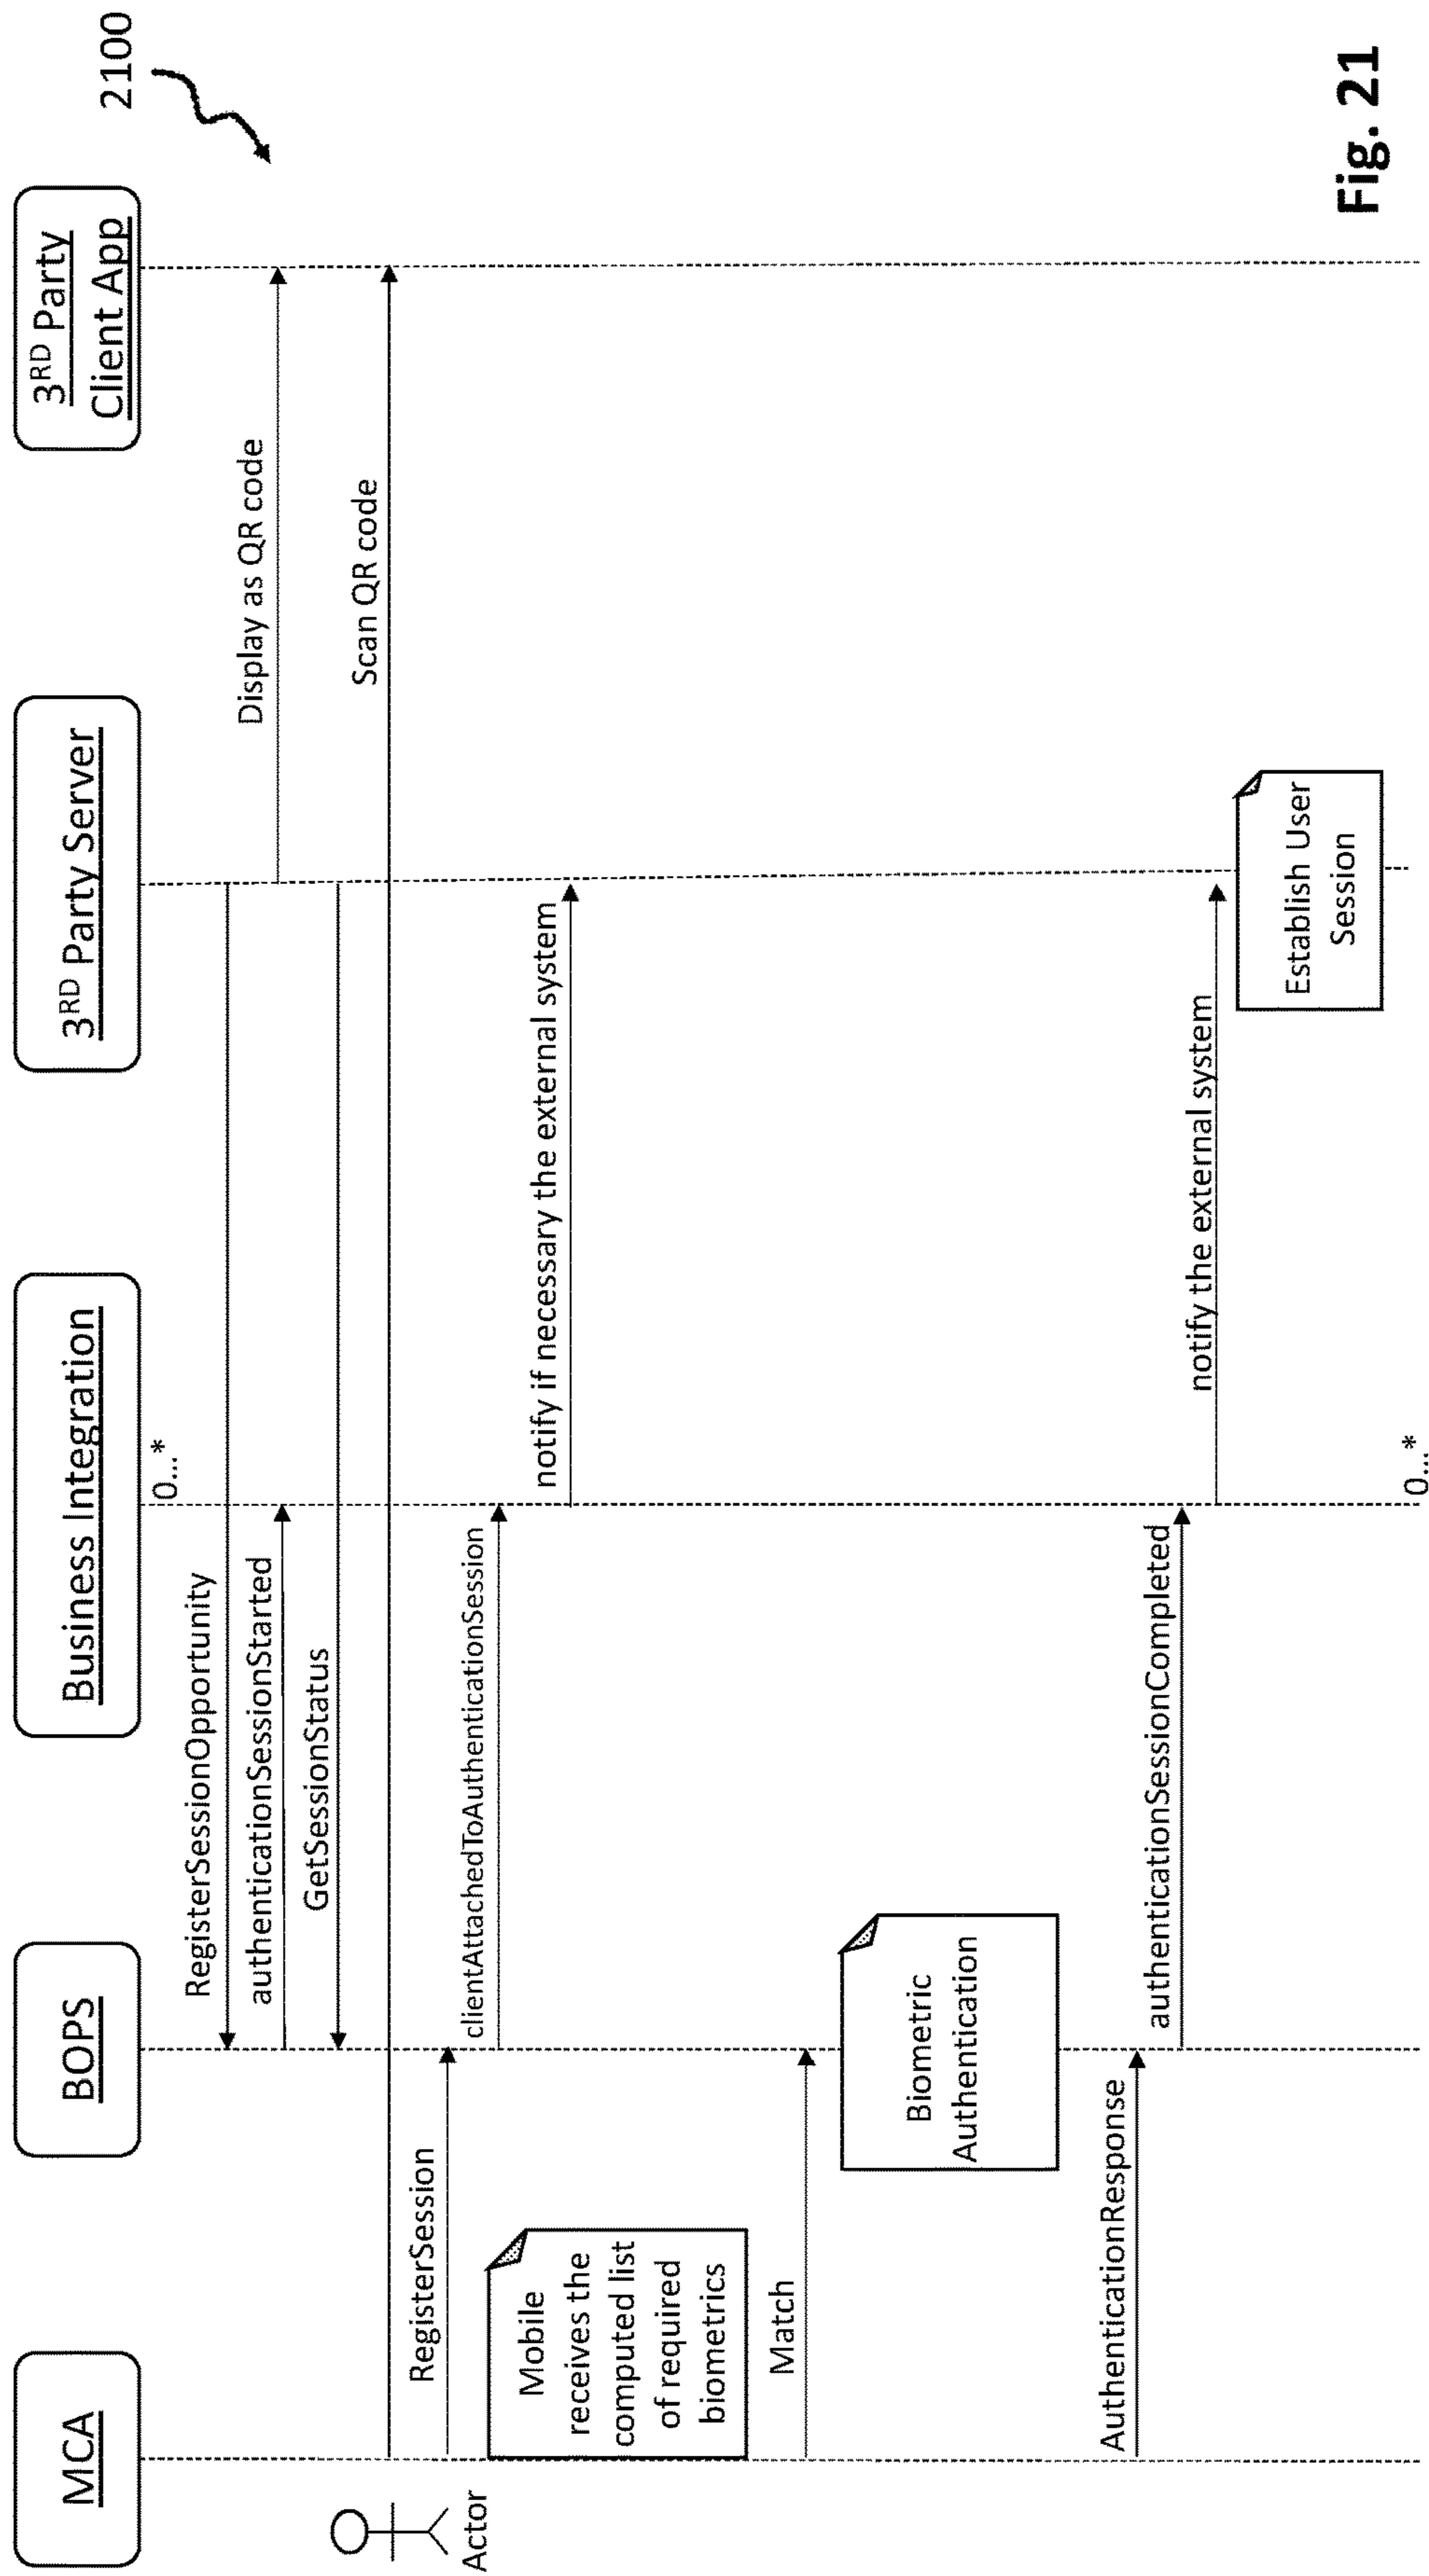 2100
MCA
BOPS
Business Integration
3RD Party Server
3RD Party
Client App
0...*
RegisterSessionOpportunity
Display as QR code
authenticationSessionStarted
GetSessionStatus
Scan QR code
Actor
RegisterSession
clientAttachedToAuthenticationSession
Mobile
receives the
computed list
of required
biometrics
notify if necessary the external system
Match
Biometric
Authentication
AuthenticationResponse
authenticationSessionCompleted
notify the external system
Establish User
Session
0...*
Fig. 21